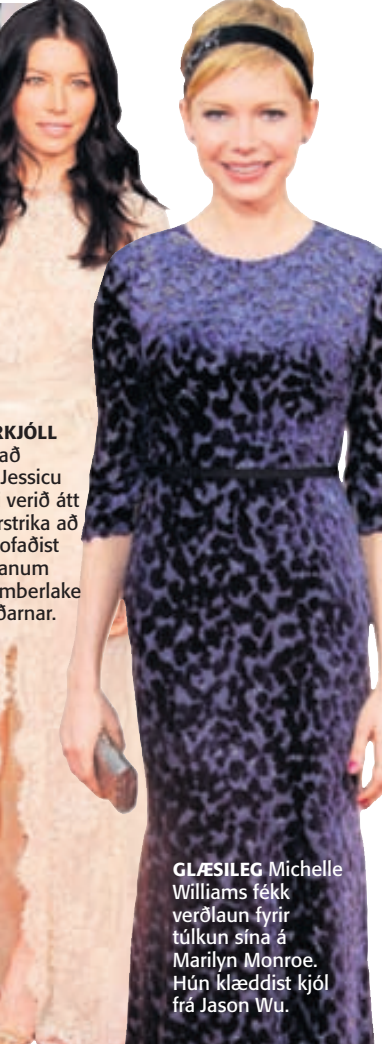 RKJÓLL
að
Jessicu
verið átt
rstrika að
ofaðist
anum
mberlake
ðarnar.
GLÆSILEG Michelle
Williams fékk
verðlaun fyrir
túlkun sína á
Marilyn Monroe.
Hún klæddist kjól
frá Jason Wu.